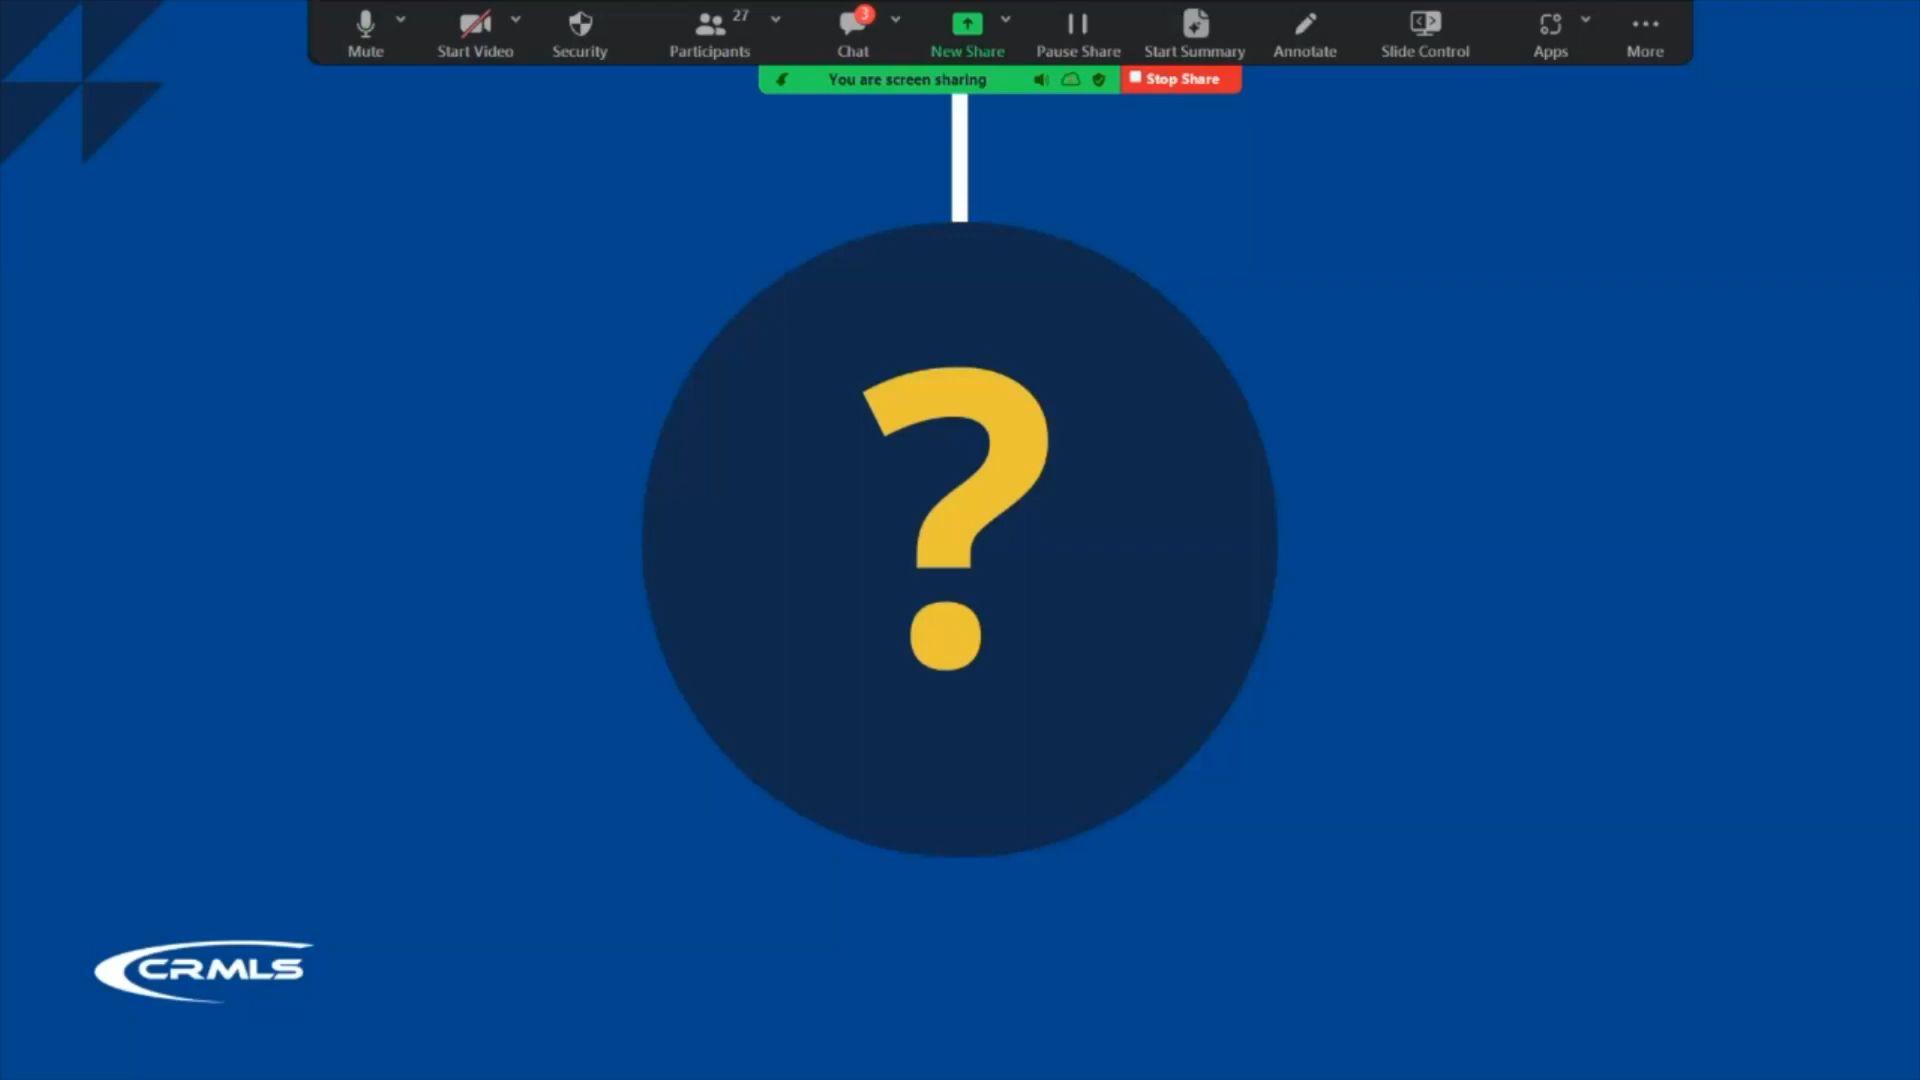 27
3
Mute Start Video Security Participants Chat New Share Pause Share Start Summary Annotate Slide Control Apps More
You are screen sharing Stop Share
?
CRMLS